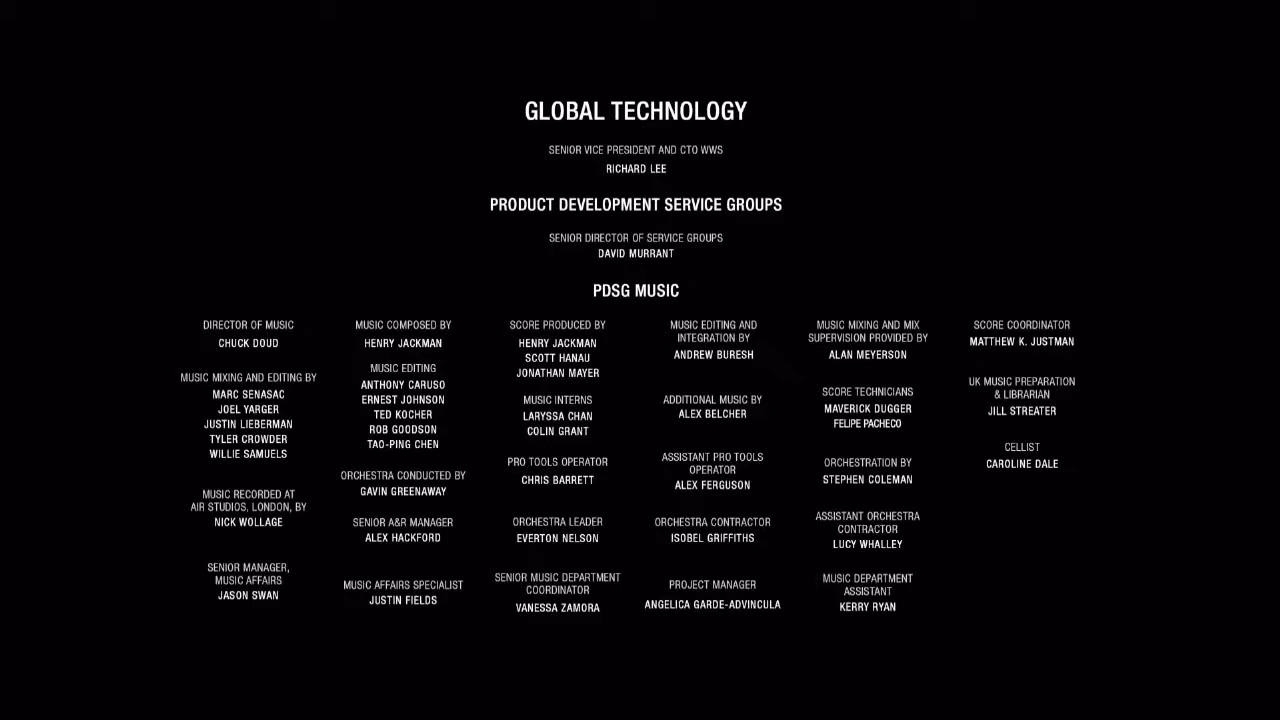 GLOBAL TECHNOLOGY
SENIOR VICE PRESIDENT AND CTO WWS
RICHARD LEE
PRODUCT DEVELOPMENT SERVICE GROUPS
SENIOR DIRECTOR OF SERVICE GROUPS
DAVID MURRANT
PDSG MUSIC
DIRECTOR OF MUSIC
CHUCK DOUD
MUSIC MIXING AND EDITING BY
MARC SENASAC
JOEL YARGER
JUSTIN LIEBERMAN
TYLER CROWDER
WILLIE SAMUELS
MUSIC RECORDED AT
AIR STUDIOS, LONDON, BY
NICK WOLLAGE
SENIOR MANAGER,
MUSIC AFFAIRS
JASON SWAN
MUSIC COMPOSED BY
HENRY JACKMAN
MUSIC EDITING
ANTHONY CARUSO
ERNEST JOHNSON
TED KOCHER
ROB GOODSON
TAO-PING CHEN
ORCHESTRA CONDUCTED BY
GAVIN GREENAWAY
SENIOR A&R MANAGER
ALEX HACKFORD
MUSIC AFFAIRS SPECIALIST
JUSTIN FIELDS
SCORE PRODUCED BY
HENRY JACKMAN
SCOTT HANAU
JONATHAN MAYER
MUSIC INTERNS
LARYSSA CHAN
COLIN GRANT
PRO TOOLS OPERATOR
CHRIS BARRETT
ORCHESTRA LEADER
EVERTON NELSON
SENIOR MUSIC DEPARTMENT
COORDINATOR
VANESSA ZAMORA
MUSIC EDITING AND
INTEGRATION BY
ANDREW BURESH
ADDITIONAL MUSIC BY
ALEX BELCHER
ASSISTANT PRO TOOLS
OPERATOR
ALEX FERGUSON
ORCHESTRA CONTRACTOR
ISOBEL GRIFFITHS
PROJECT MANAGER
ANGELICA GARDE-ADVINCULA
MUSIC MIXING AND MIX
SUPERVISION PROVIDED BY
ALAN MEYERSON
SCORE TECHNICIANS
MAVERICK DUGGER
FELIPE PACHECO
ORCHESTRATION BY
STEPHEN COLEMAN
ASSISTANT ORCHESTRA
CONTRACTOR
LUCY WHALLEY
MUSIC DEPARTMENT
ASSISTANT
KERRY RYAN
SCORE COORDINATOR
MATTHEW K. JUSTMAN
UK MUSIC PREPARATION
& LIBRARIAN
JILL STREATER
CELLIST
CAROLINE DALE